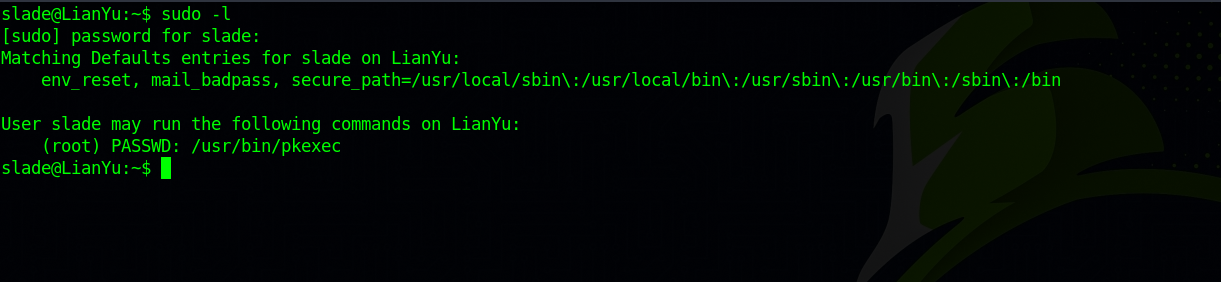 slade@LianYu:~$ sudo -l
[sudo] password for slade:
Matching Defaults entries for slade on LianYu:
    env_reset, mail_badpass, secure_path=/usr/local/sbin\:/usr/local/bin\:/usr/sbin\:/usr/bin\:/sbin\:/bin
User slade may run the following commands on LianYu:
    (root) PASSWD: /usr/bin/pkexec
slade@LianYu:~$